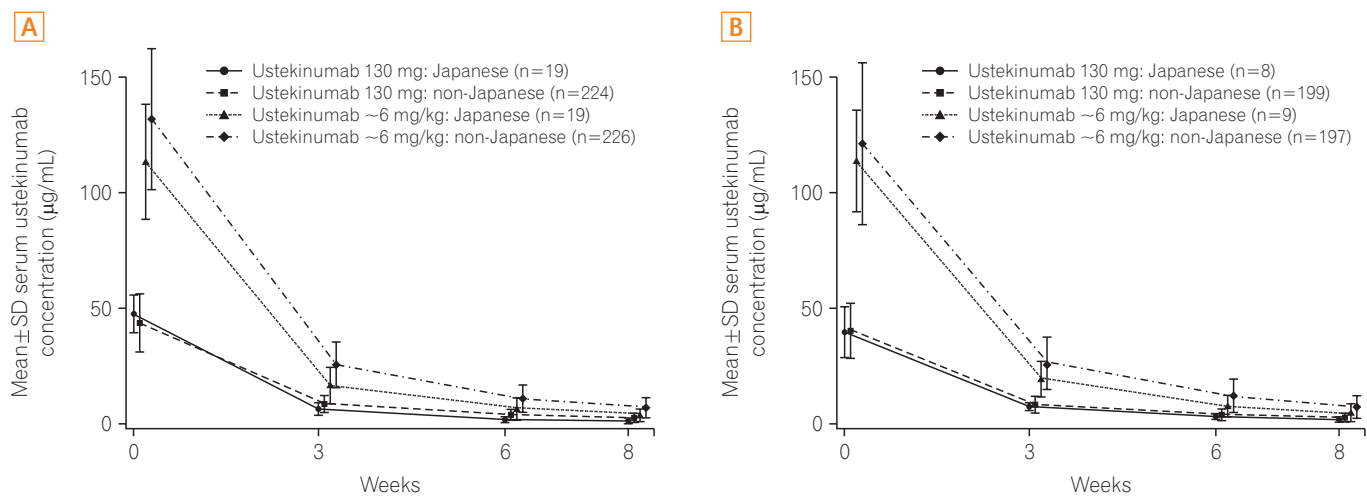 A
Mean±SD serum ustekinumab
concentration (μg/mL)
150
100
50
0
Ustekinumab 130 mg: Japanese (n=19)
Ustekinumab 130 mg: non-Japanese (n=224)
Ustekinumab ~6 mg/kg: Japanese (n=19)
Ustekinumab ~6 mg/kg: non-Japanese (n=226)
0 3 6 8
Weeks
B
Mean±SD serum ustekinumab
concentration (μg/mL)
150
100
50
0
Ustekinumab 130 mg: Japanese (n=8)
Ustekinumab 130 mg: non-Japanese (n=199)
Ustekinumab ~6 mg/kg: Japanese (n=9)
Ustekinumab ~6 mg/kg: non-Japanese (n=197)
0 3 6 8
Weeks